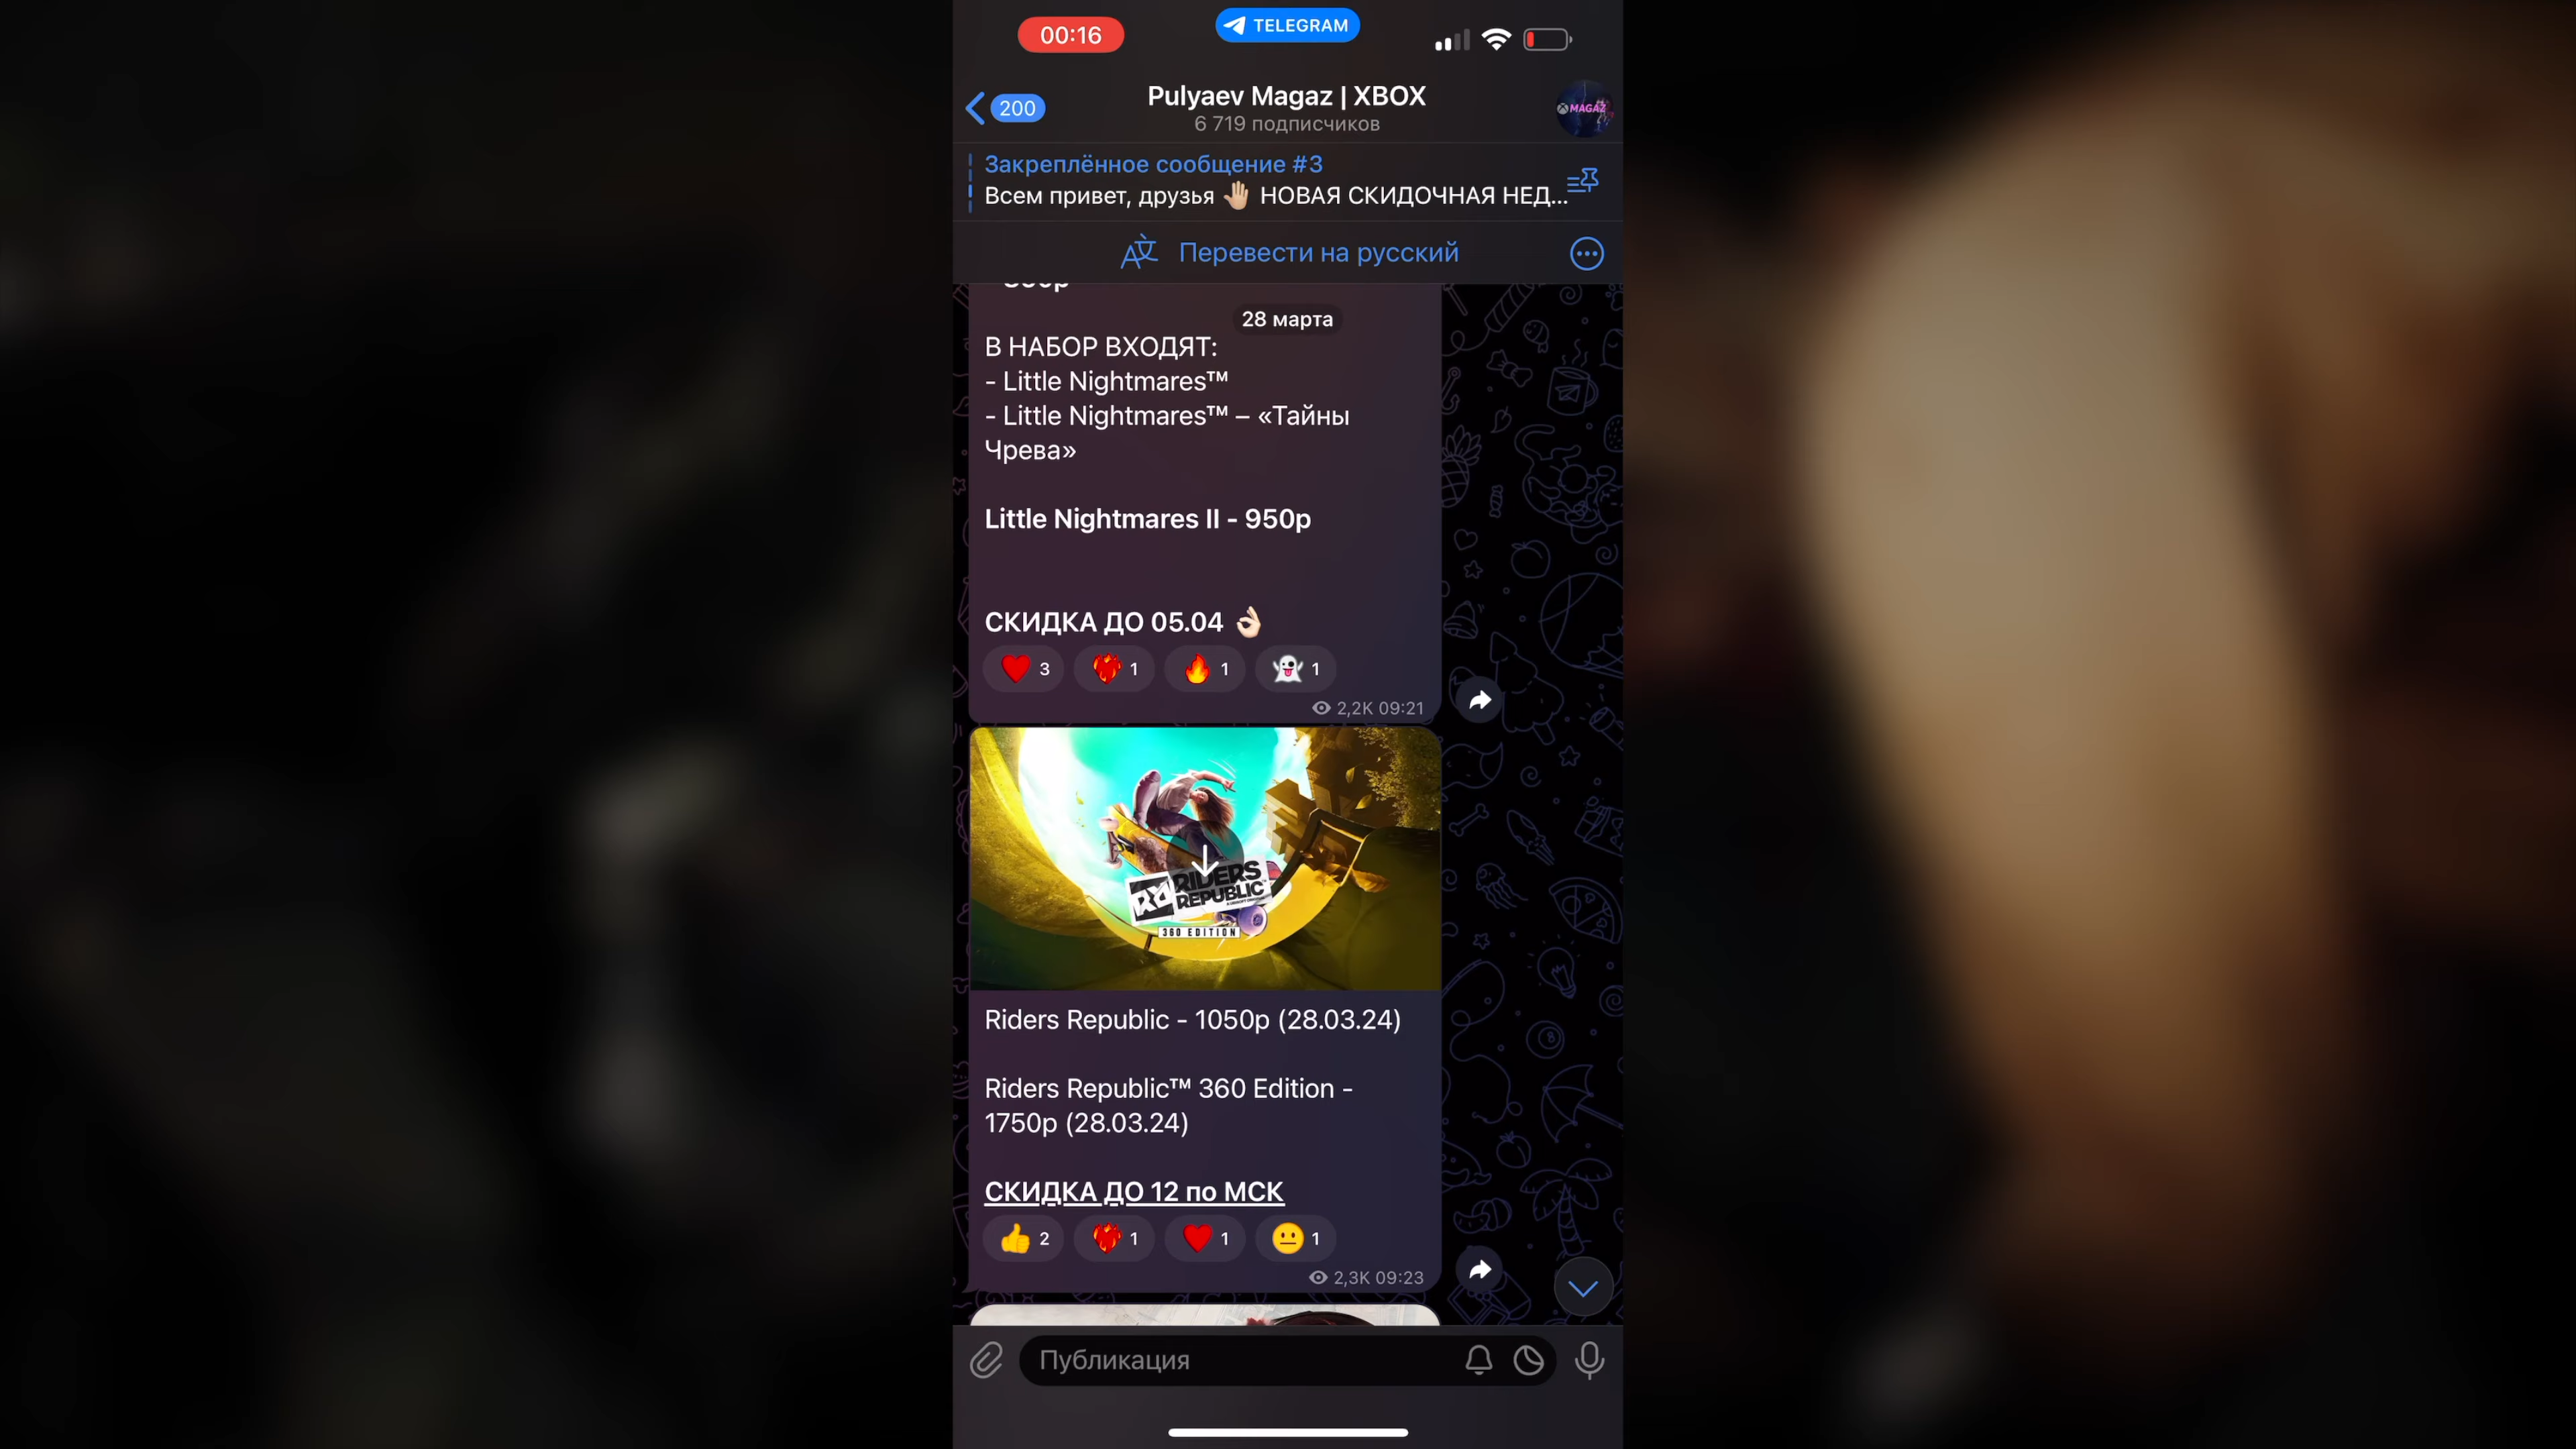 00:16
TELEGRAM
200
Pulyaev Magaz | XBOX
6 719 подписчиков
MAGAZ
Закреплённое сообщение #3
Всем привет, друзья 🤚🏼 НОВАЯ СКИДОЧНАЯ НЕД...
Перевести на русский
28 марта
В НАБОР ВХОДЯТ:
- Little Nightmares™
- Little Nightmares™ – «Тайны
Чрева»
Little Nightmares II - 950р
СКИДКА ДО 05.04 👌🏻
❤️ 3 ❤️‍🔥 1 🔥 1 👻 1
2,2K 09:21
RIDERS
REPUBLIC
360 EDITION
Riders Republic - 1050р (28.03.24)
Riders Republic™ 360 Edition -
1750р (28.03.24)
СКИДКА ДО 12 по МСК
👍 2 ❤️‍🔥 1 ❤️ 1 😐 1
2,3K 09:23
Публикация